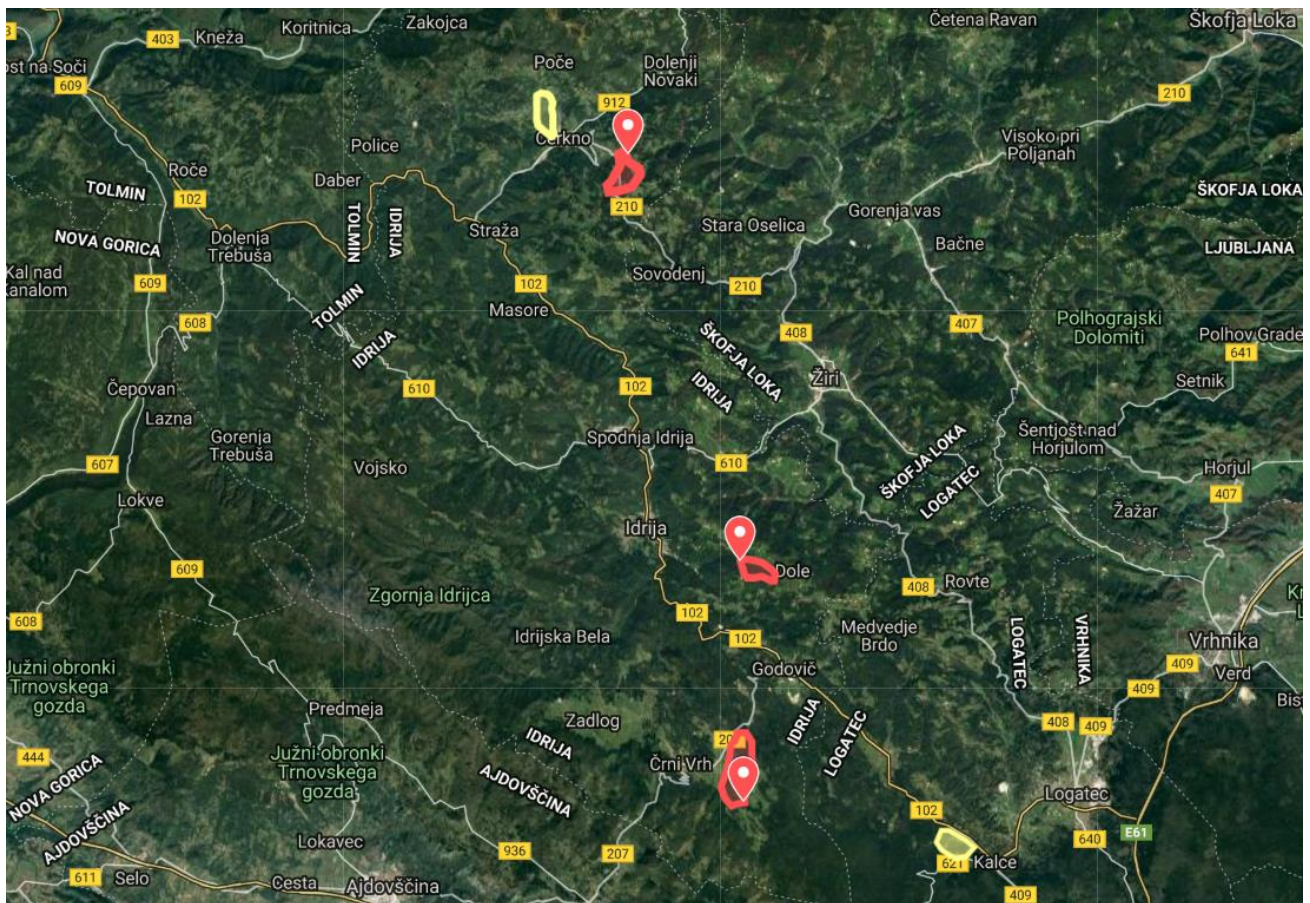 Četena Ravan
Škofja Loka
Koritnica
Zakojca
403
Kneža
ost na Soči
609
Poče
Dolenji
Novaki
912
210
Cerkno
Visoko pri
Poljanah
Police
Roče
Daber
TOLMIN
102
ŠKOFJA LOKA
210
Gorenja vas
Stara Oselica
Straža
TOLMIN
IDRIJA
NOVA GORICA
Dolenja
Trebuša
Bačne
LJUBLJANA
Kal nad
Kanalom
609
Sovodenj
210
102
Masore
TOLMIN
IDRIJA
608
408
407
Polhograjski
Dolomiti
Polhov Grade
641
ŠKOFJA LOKA
IDRIJA
Žiri
Setnik
Čepovan
610
102
Lazna
Gorenja
Trebuša
Spodnja Idrija
Šentjošt nad
Horjulom
607
Vojsko
610
ŠKOFJA LOKA
LOGATEC
Horjul
407
Lokve
Žažar
Idrija
609
Dole
408
Rovte
Zgornja Idrijca
608
102
102
Idrijska Bela
Medvedje
Brdo
LOGATEC
VRHNIKA
Vrhnika
409
Verd
Južni obronki
Trnovskega
gozda
Godovič
409
Predmeja
Zadlog
IDRIJA
LOGATEC
408
409
444
Južni obronki
Trnovskega
gozda
IDRIJA
AJDOVŠČINA
Črni Vrh
NOVA GORICA
AJDOVŠČINA
Logatec
102
E61
640
Lokavec
936
207
621
Kalce
611
Selo
Cesta
Ajdovščina
409